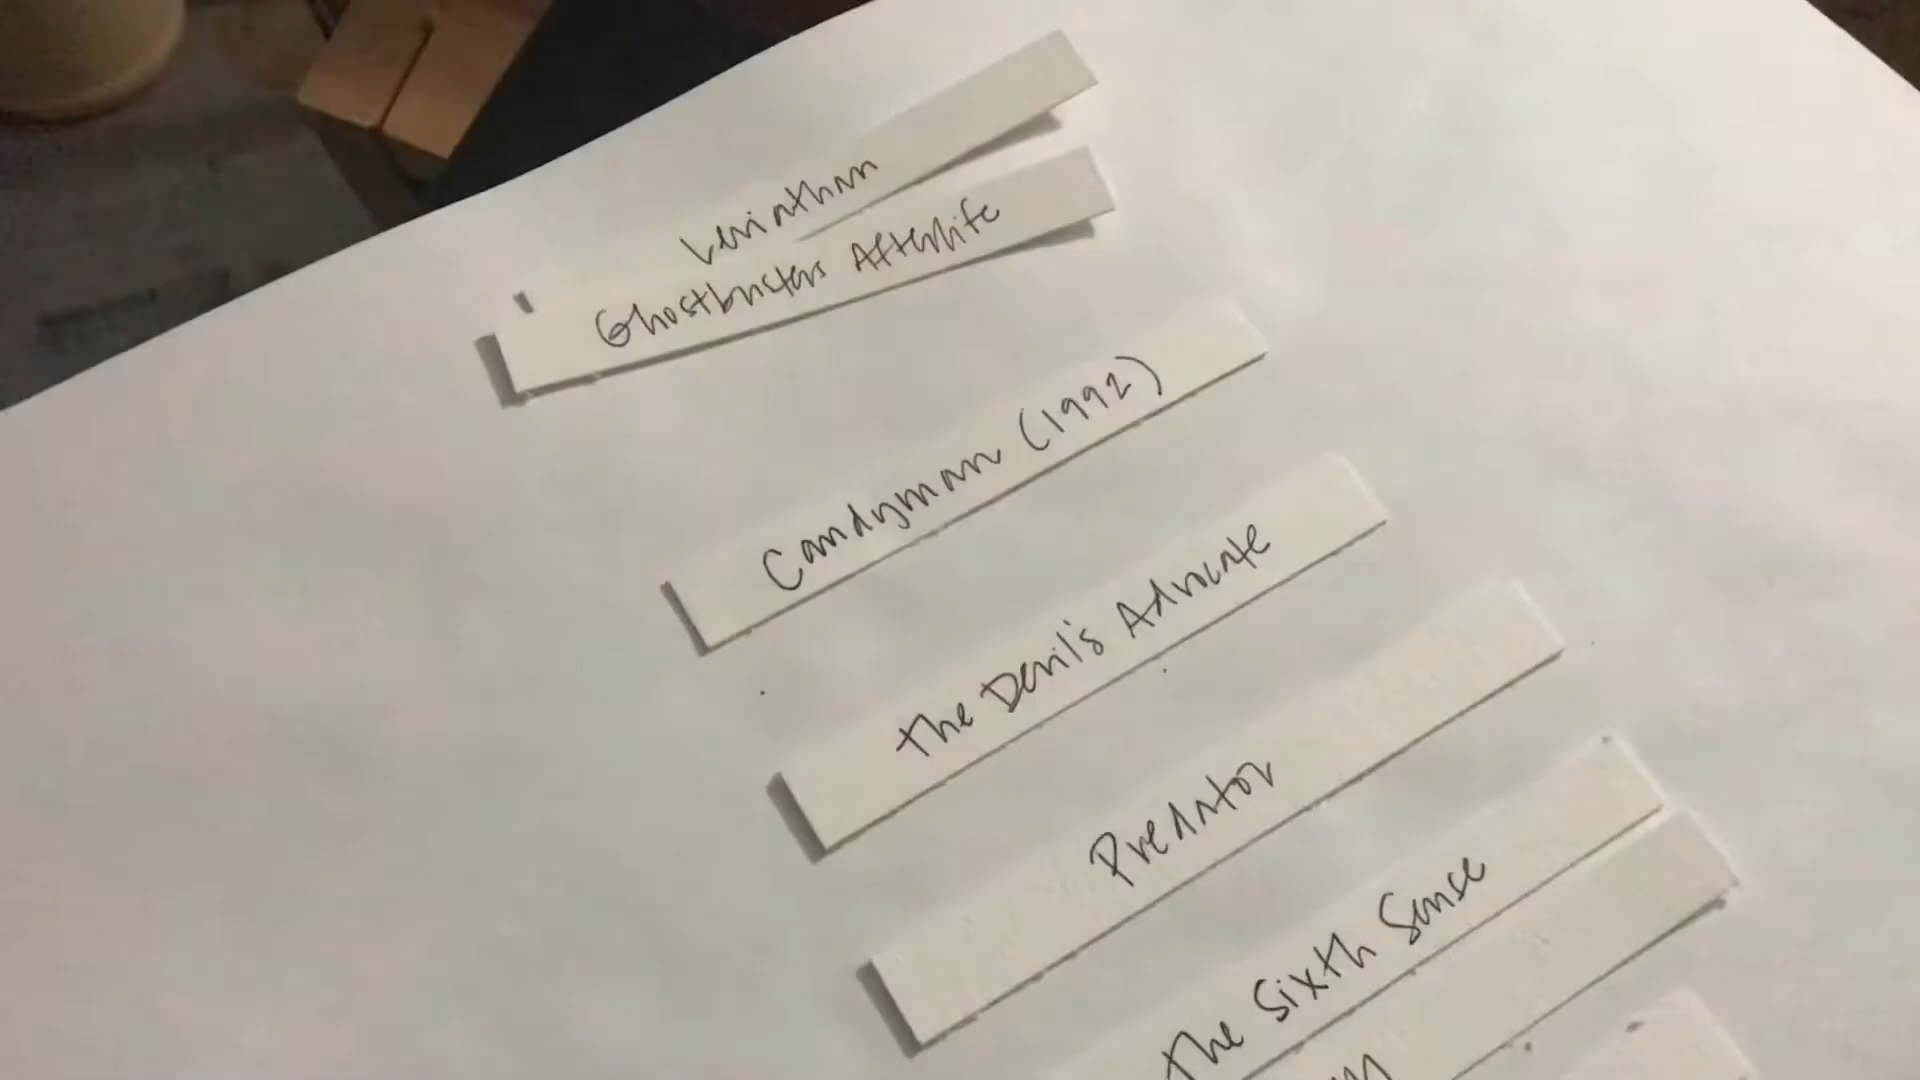 Leviathan
Ghostbusters Afterlife
Candyman (1992)
The Devil's Advocate
Predator
The Sixth Sense